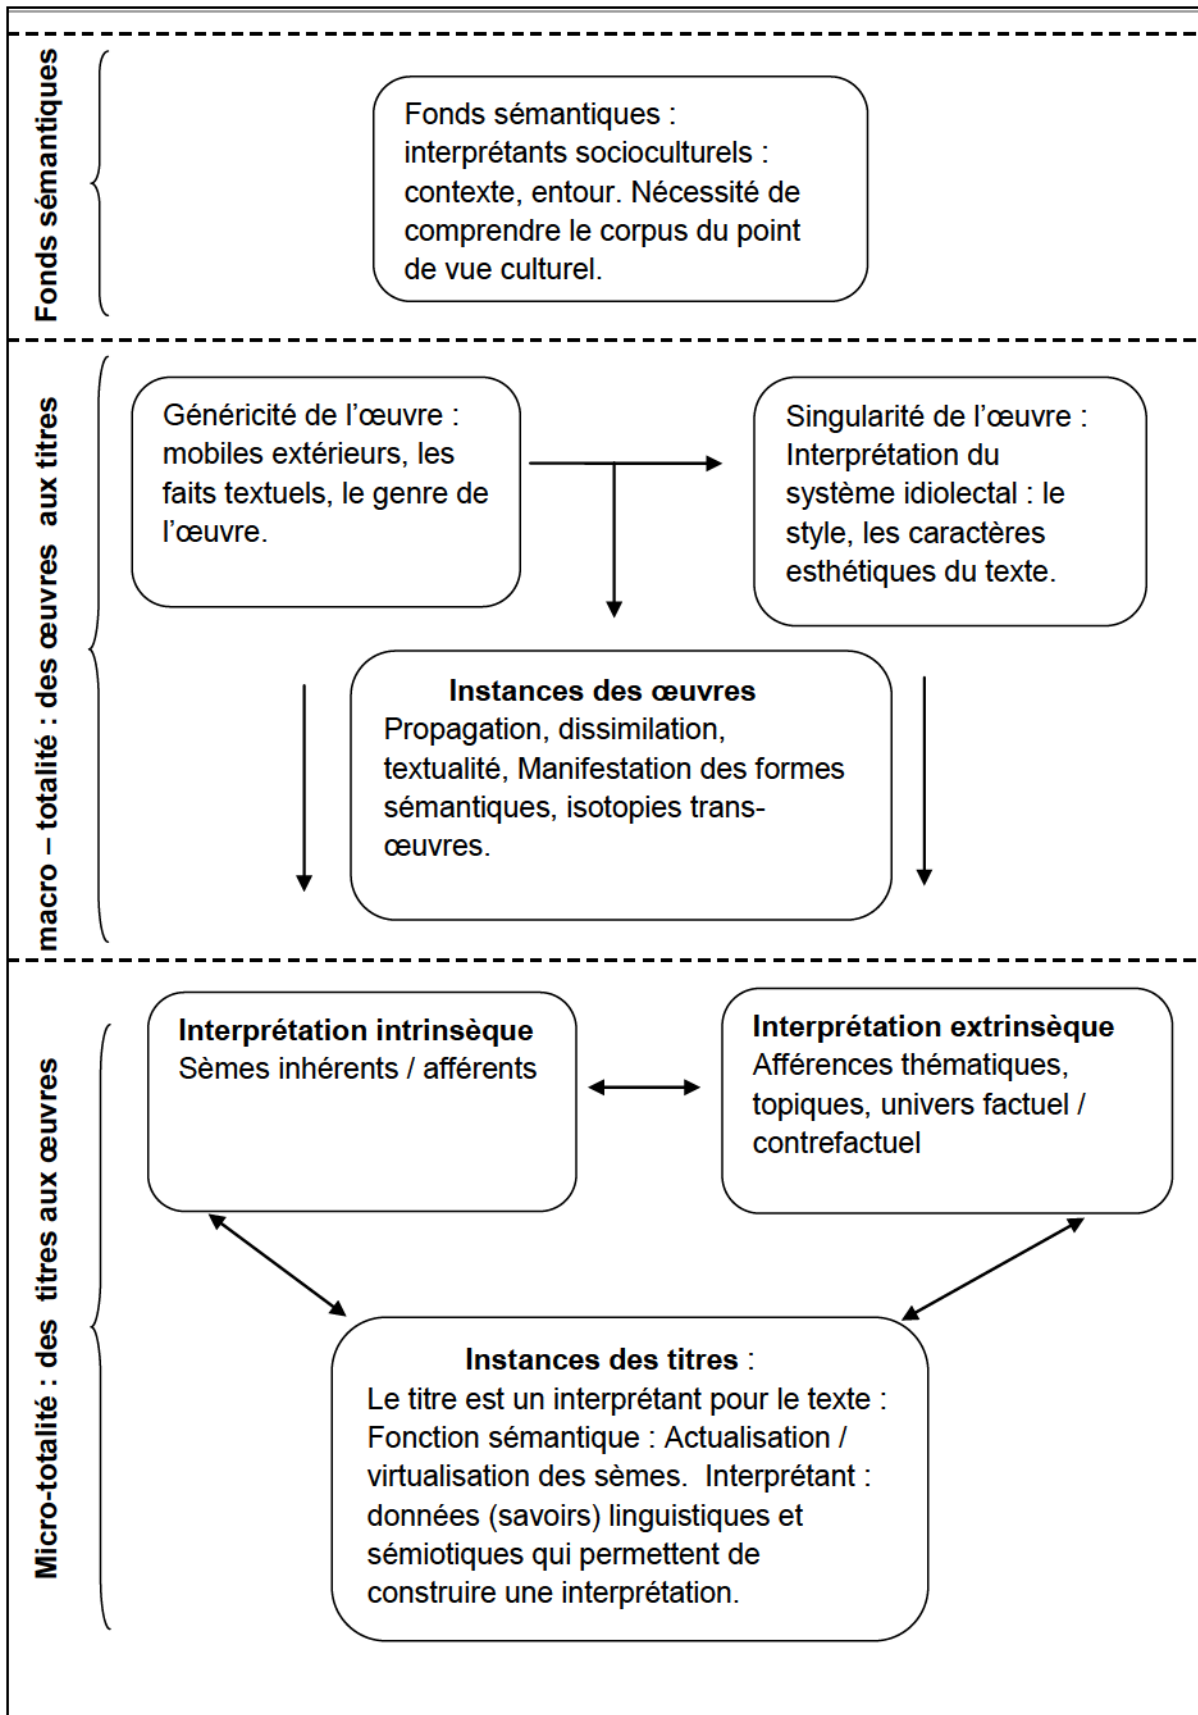 Fonds sémantiques
Fonds sémantiques :
interprétants socioculturels :
contexte, entour. Nécessité de
comprendre le corpus du point
de vue culturel.
macro – totalité : des œuvres aux titres
Généricité de l’œuvre :
mobiles extérieurs, les
faits textuels, le genre de
l’œuvre.
Singularité de l’œuvre :
Interprétation du
système idiolectal : le
style, les caractères
esthétiques du texte.
Instances des œuvres
Propagation, dissimilation,
textualité, Manifestation des formes
sémantiques, isotopies trans-
œuvres.
Micro-totalité : des titres aux œuvres
Interprétation intrinsèque
Sèmes inhérents / afférents
Interprétation extrinsèque
Afférences thématiques,
topiques, univers factuel /
contrefactuel
Instances des titres :
Le titre est un interprétant pour le texte :
Fonction sémantique : Actualisation /
virtualisation des sèmes. Interprétant :
données (savoirs) linguistiques et
sémiotiques qui permettent de
construire une interprétation.